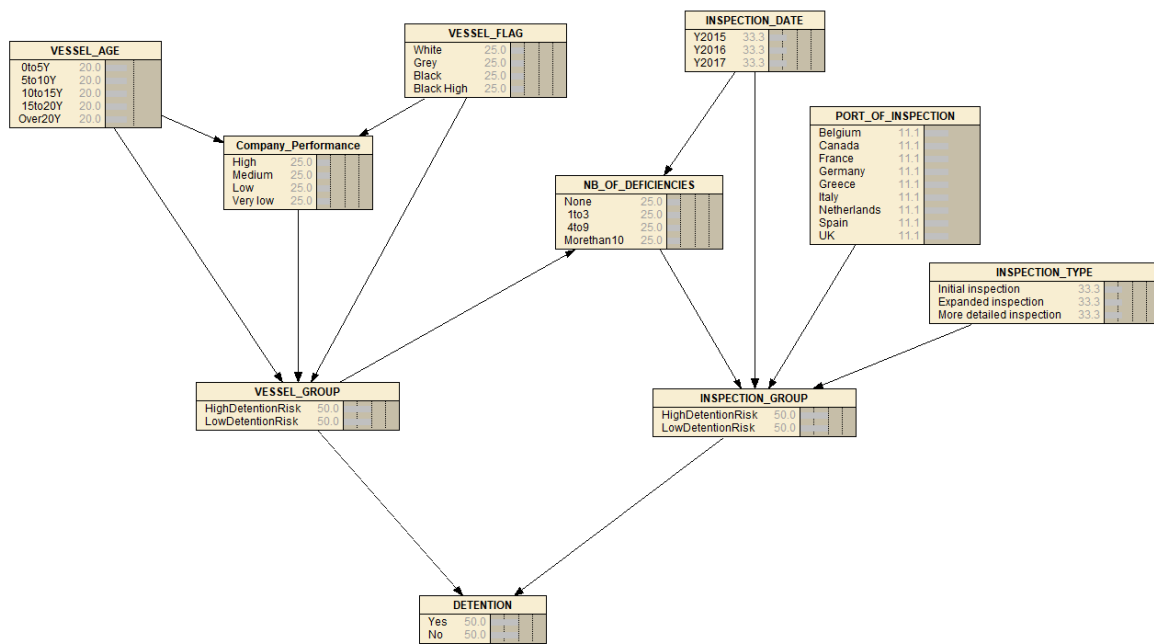 VESSEL_AGE
0to5Y 20.0
5to10Y 20.0
10to15Y 20.0
15to20Y 20.0
Over20Y 20.0
VESSEL_FLAG
White 25.0
Grey 25.0
Black 25.0
Black High 25.0
INSPECTION_DATE
Y2015 33.3
Y2016 33.3
Y2017 33.3
Company_Performance
High 25.0
Medium 25.0
Low 25.0
Very low 25.0
PORT_OF_INSPECTION
Belgium 11.1
Canada 11.1
France 11.1
Germany 11.1
Greece 11.1
Italy 11.1
Netherlands 11.1
Spain 11.1
UK 11.1
NB_OF_DEFICIENCIES
None 25.0
1to3 25.0
4to9 25.0
Morethan10 25.0
INSPECTION_TYPE
Initial inspection 33.3
Expanded inspection 33.3
More detailed inspection 33.3
VESSEL_GROUP
HighDetentionRisk 50.0
LowDetentionRisk 50.0
INSPECTION_GROUP
HighDetentionRisk 50.0
LowDetentionRisk 50.0
DETENTION
Yes 50.0
No 50.0